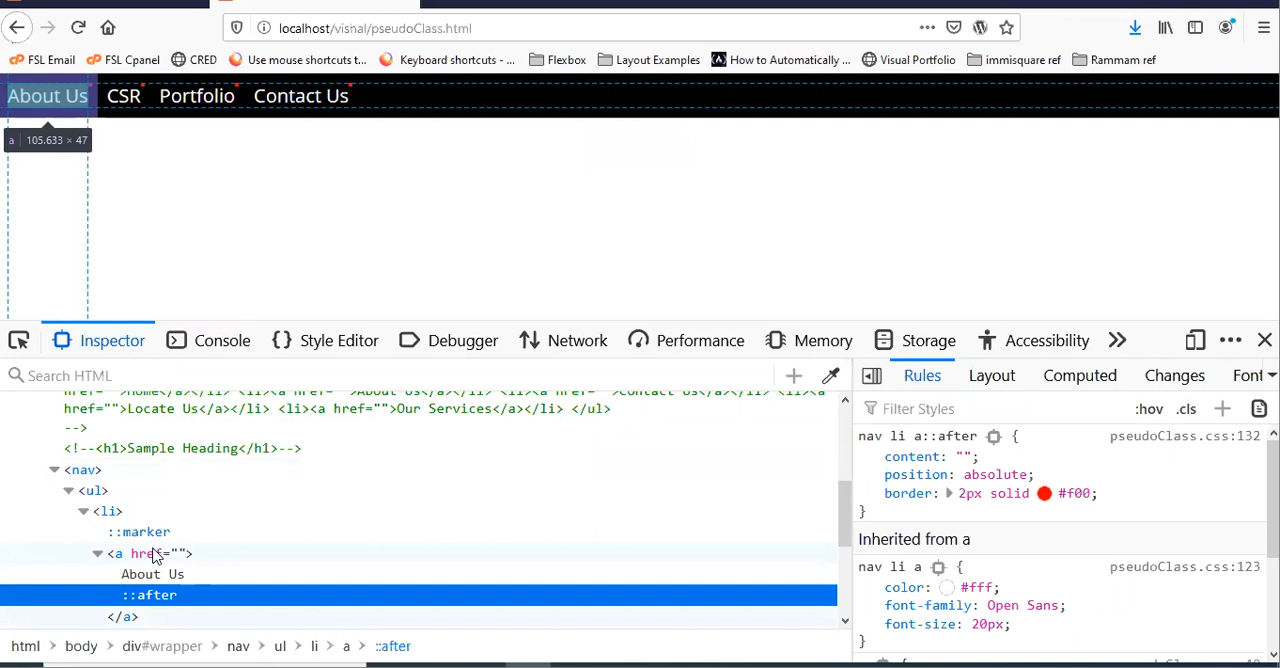 localhost/vishal/pseudoClass.html
FSL Email FSL Cpanel CRED Use mouse shortcuts t... Keyboard shortcuts - ... Flexbox Layout Examples How to Automatically ... Visual Portfolio immisquare ref Rammam ref
About Us CSR Portfolio Contact Us
a 105.633 × 47
Inspector Console Style Editor Debugger Network Performance Memory Storage Accessibility
Search HTML
Rules Layout Computed Changes Font
href="">Locate Us</a></li> <li><a href="">Our Services</a></li> </ul>
-->
<!--<h1>Sample Heading</h1>-->
<nav>
<ul>
<li>
::marker
<a href="">
About Us
::after
</a>
Filter Styles :hov .cls
nav li a::after { pseudoClass.css:132
content: "";
position: absolute;
border: 2px solid #f00;
}
Inherited from a
nav li a { pseudoClass.css:123
color: #fff;
font-family: Open Sans;
font-size: 20px;
}
html body div#wrapper nav ul li a ::after